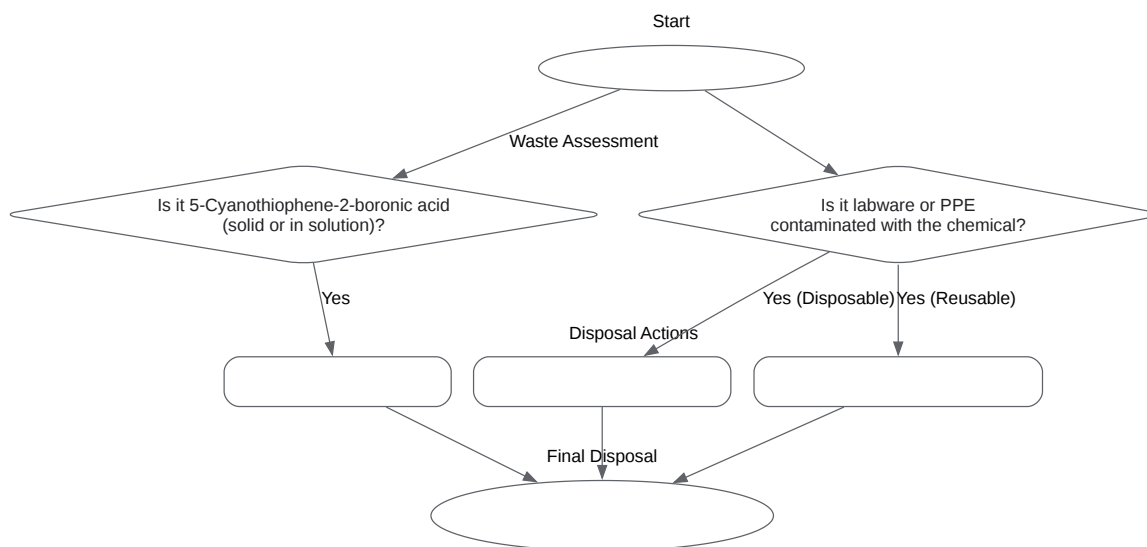 Start
Waste Assessment
Is it 5-Cyanothiophene-2-boronic acid
(solid or in solution)?
Is it labware or PPE
contaminated with the chemical?
Yes
Yes (Disposable)
Yes (Reusable)
Disposal Actions
Final Disposal